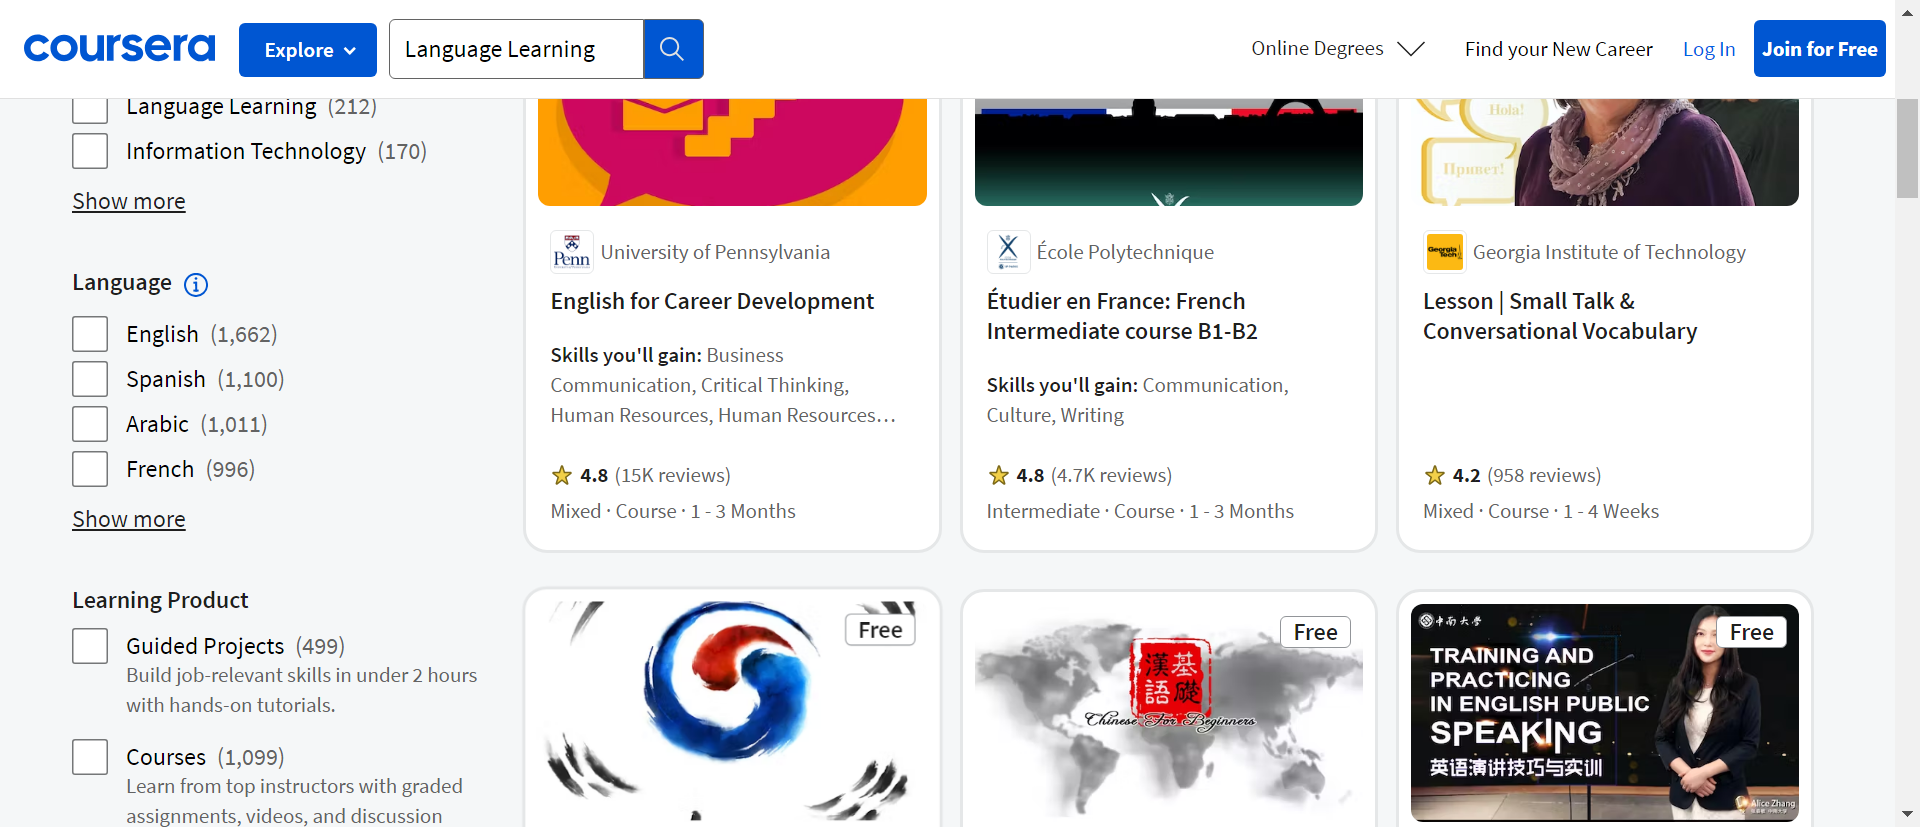 coursera
Explore
Language Learning
Online Degrees
Find your New Career
Log In
Join for Free
Language Learning (212)
Information Technology (170)
Show more
Language
English (1,662)
Spanish (1,100)
Arabic (1,011)
French (996)
Show more
Learning Product
Guided Projects (499)
Build job-relevant skills in under 2 hours
with hands-on tutorials.
Courses (1,099)
Learn from top instructors with graded
assignments, videos, and discussion
Penn
University of Pennsylvania
English for Career Development
Skills you'll gain: Business
Communication, Critical Thinking,
Human Resources, Human Resources…
4.8 (15K reviews)
Mixed · Course · 1 - 3 Months
École Polytechnique
Étudier en France: French
Intermediate course B1-B2
Skills you'll gain: Communication,
Culture, Writing
4.8 (4.7K reviews)
Intermediate · Course · 1 - 3 Months
Hola!
Привет!
Georgia
Tech
Georgia Institute of Technology
Lesson | Small Talk &
Conversational Vocabulary
4.2 (958 reviews)
Mixed · Course · 1 - 4 Weeks
Free
Free
漢語
基礎
Chinese For Beginners
中南大學
Free
TRAINING AND
PRACTICING
IN ENGLISH PUBLIC
SPEAKING
英语演讲技巧与实训
Alice Zhang